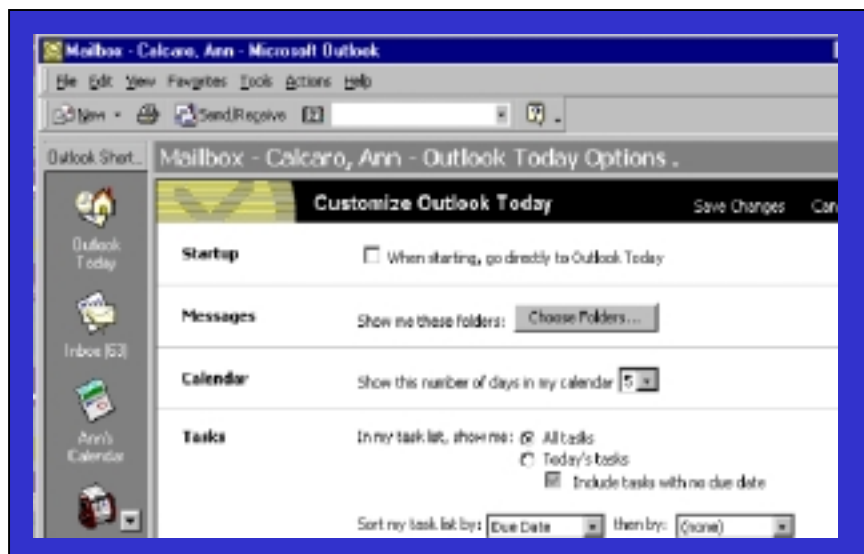 Mailbox - Calcaro, Ann - Microsoft Outlook
File Edit View Favorites Tools Actions Help
New Send/Receive
Outlook Short... Mailbox - Calcaro, Ann - Outlook Today Options .
Customize Outlook Today Save Changes Can
Outlook Today
Startup When starting, go directly to Outlook Today
Messages Show me these folders: Choose Folders...
Inbox (63)
Calendar Show this number of days in my calendar 5
Ann's Calendar
Tasks In my task list, show me: All tasks
Today's tasks
Include tasks with no due date
Sort my task list by: Due Date then by: (none)